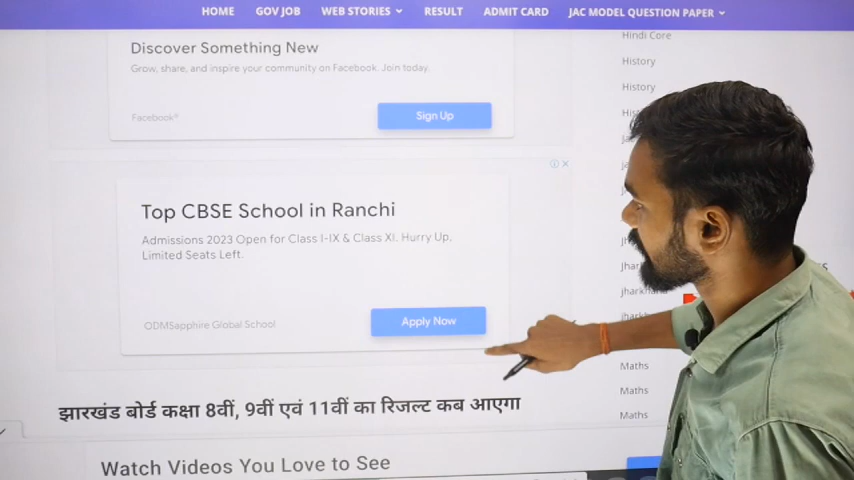 HOME GOV JOB WEB STORIES RESULT ADMIT CARD JAC MODEL QUESTION PAPER
Discover Something New
Grow, share, and inspire your community on Facebook. Join today.
Facebook®
Sign Up
Top CBSE School in Ranchi
Admissions 2023 Open for Class I-IX & Class XI. Hurry Up,
Limited Seats Left.
ODMSapphire Global School
Apply Now
झारखंड बोर्ड कक्षा 8वीं, 9वीं एवं 11वीं का रिजल्ट कब आएगा
Watch Videos You Love to See
Hindi Core
History
History
jharkhand
Maths
Maths
Maths